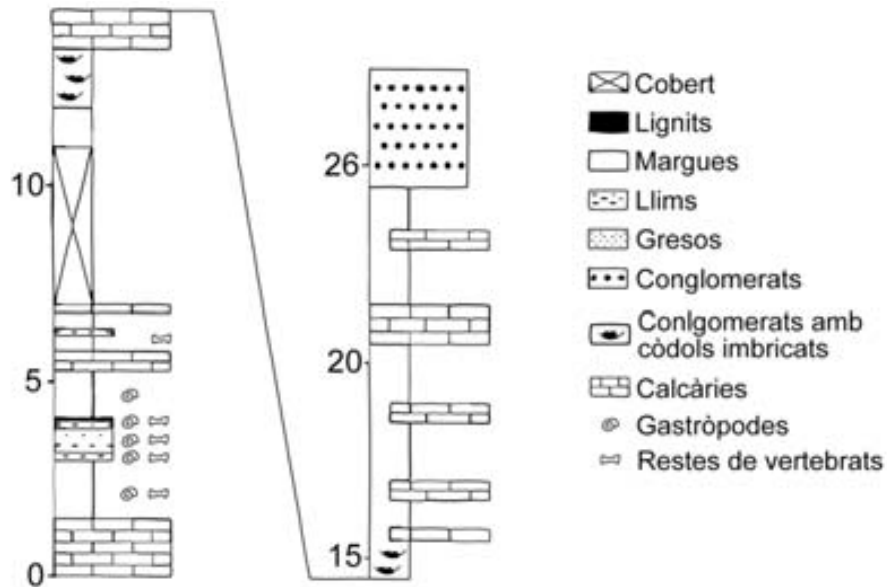 10
5
0
26
20
15
Cobert
Lignits
Margues
Llims
Gresos
Conglomerats
Conlgomerats amb
còdols imbricats
Calcàries
Gastròpodes
Restes de vertebrats